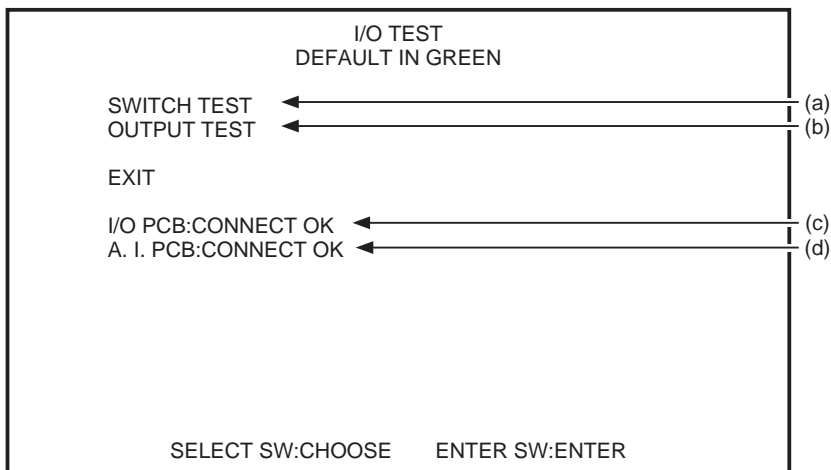 I/O TEST
DEFAULT IN GREEN
SWITCH TEST (a)
OUTPUT TEST (b)
EXIT
I/O PCB:CONNECT OK (c)
A. I. PCB:CONNECT OK (d)
SELECT SW:CHOOSE ENTER SW:ENTER